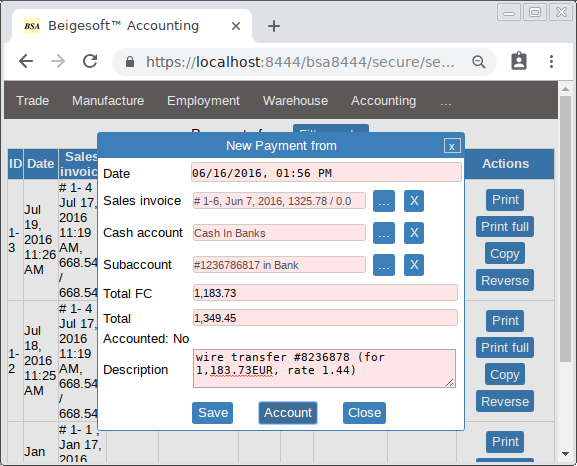 BSA Beigesoft™ Accounting
https://localhost:8444/bsa8444/secure/se...
Trade Manufacture Employment Warehouse Accounting ...
New Payment from x
Date 06/16/2016, 01:56 PM
Sales invoice # 1-6, Jun 7, 2016, 1325.78 / 0.0 ... X
Cash account Cash In Banks ... X
Subaccount #1236786817 in Bank ... X
Total FC 1,183.73
Total 1,349.45
Accounted: No
Description wire transfer #8236878 (for
1,183.73EUR, rate 1.44)
Save Account Close
ID Date Sales
invoic
Actions
1-
3
Jul
19,
2016
11:26
AM
# 1- 4
Jul 17,
2016
11:19
AM,
668.54
/
668.54
Print
Print full
Copy
Reverse
1-
2
Jul
18,
2016
11:25
AM
# 1- 4
Jul 17,
2016
11:19
AM,
668.54
/
668.54
Print
Print full
Copy
Reverse
Jan
# 1- 1
Jan 17,
2016
Print